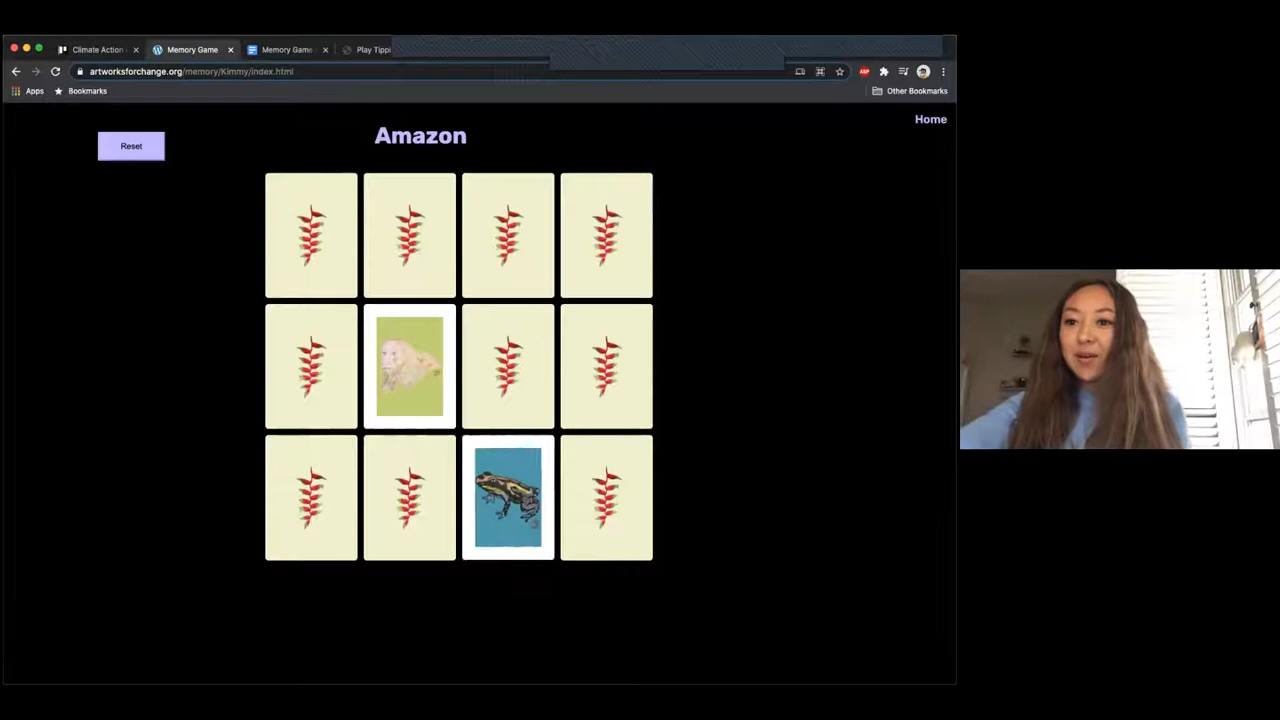 Climate Action
Memory Game
Memory Game
Play Tippi
artworksforchange.org/memory/Kimmy/index.html
ABP
Apps
Bookmarks
Other Bookmarks
Home
Amazon
Reset